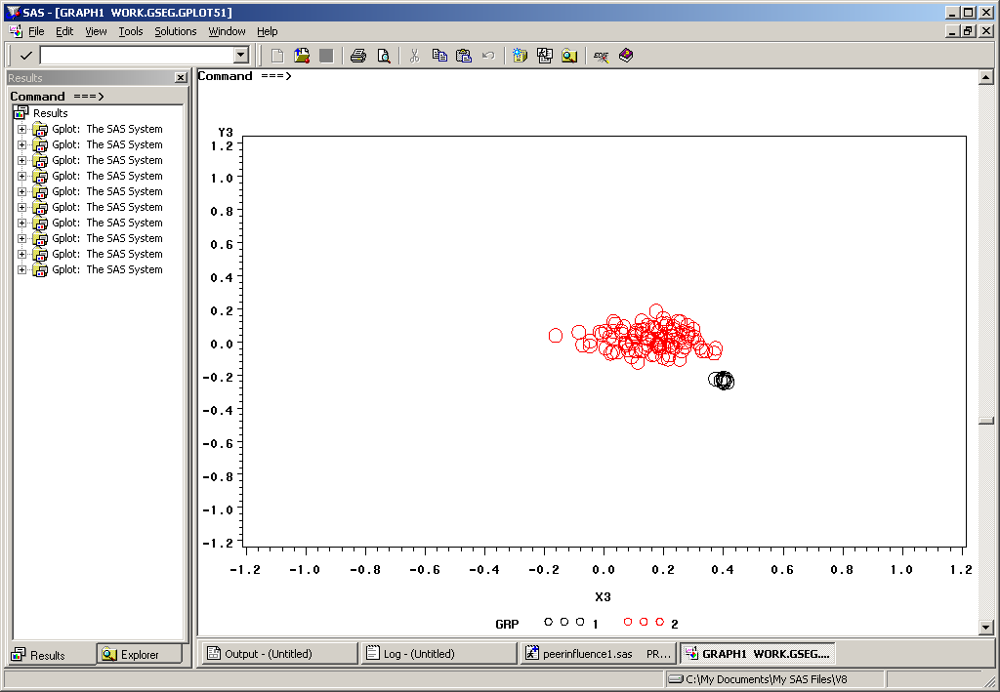 SAS - [GRAPH1 WORK.GSEG.GPLOT51]
File Edit View Tools Solutions Window Help
Results
Command ===>
Results
Gplot: The SAS System
Gplot: The SAS System
Gplot: The SAS System
Gplot: The SAS System
Gplot: The SAS System
Gplot: The SAS System
Gplot: The SAS System
Gplot: The SAS System
Gplot: The SAS System
Gplot: The SAS System
Results Explorer
Command ===>
Y3
1.2
1.0
0.8
0.6
0.4
0.2
0.0
-0.2
-0.4
-0.6
-0.8
-1.0
-1.2
-1.2 -1.0 -0.8 -0.6 -0.4 -0.2 0.0 0.2 0.4 0.6 0.8 1.0 1.2
X3
GRP 1 2
Output - (Untitled) Log - (Untitled) peerinfluence1.sas PR... GRAPH1 WORK.GSEG....
C:\My Documents\My SAS Files\V8